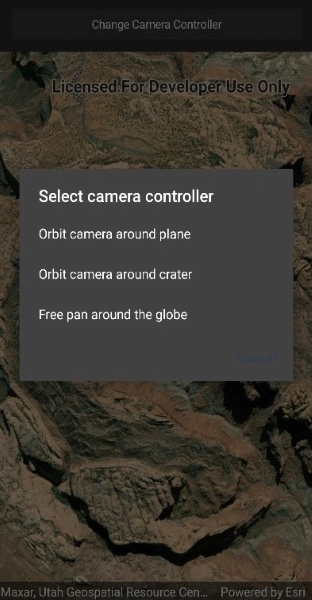 Change Camera Controller
Licensed For Developer Use Only
Select camera controller
Orbit camera around plane
Orbit camera around crater
Free pan around the globe
Cancel
Maxar, Utah Geospatial Resource Cen... Powered by Esri